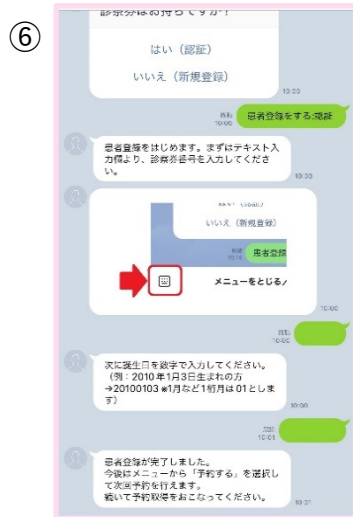 ⑥
診察券はお持ちですか？
はい（認証）
いいえ（新規登録）
10:00
既読
10:00
患者登録をする:認証
患者登録をはじめます。まずはテキスト入
力欄より、診察券番号を入力してくださ
い。
10:00
いいえ（新規登録）
患者登録
メニューをとじる
10:00
既読
10:00
次に誕生日を数字で入力してください。
（例：2010年1月3日生まれの方
→20100103 ※1月など1桁月は01としま
す）
10:00
既読
10:01
患者登録が完了しました。
今後はメニューから「予約する」を選択し
て次回予約を行えます。
続いて予約取得をおこなってください。
10:01